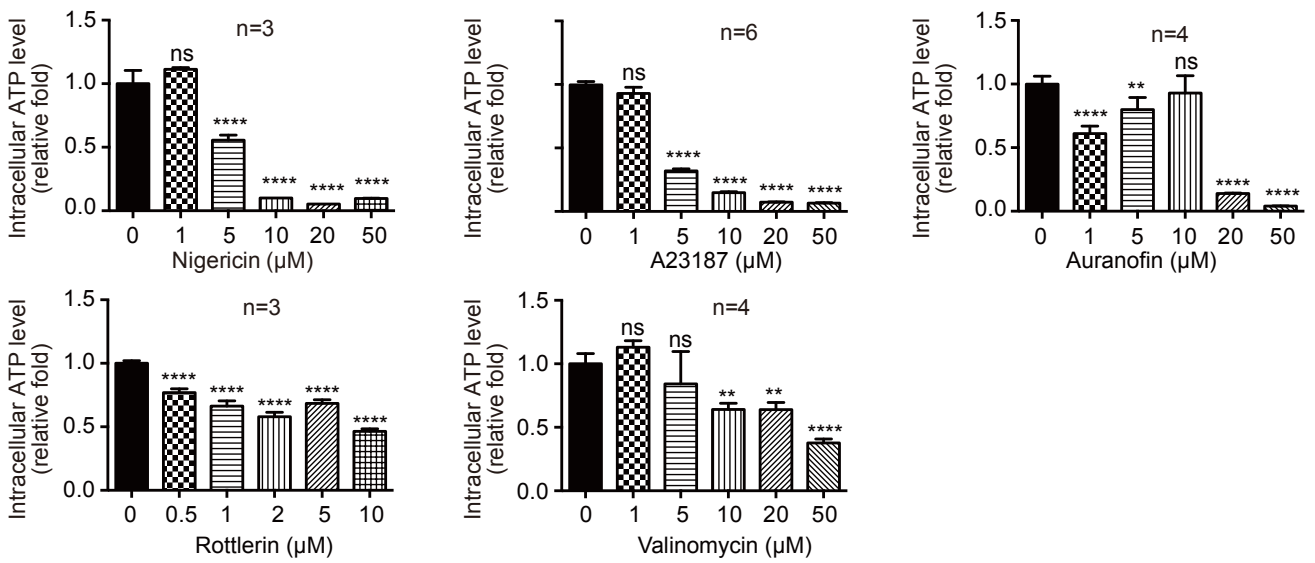 Intracellular ATP level
(relative fold)
1.5
1.0
0.5
0.0
n=3
ns
****
****
****
****
0 1 5 10 20 50
Nigericin (μM)
Intracellular ATP level
(relative fold)
n=6
ns
****
****
****
****
0 1 5 10 20 50
A23187 (μM)
Intracellular ATP level
(relative fold)
1.5
1.0
0.5
0.0
n=4
****
**
ns
****
****
0 1 5 10 20 50
Auranofin (μM)
Intracellular ATP level
(relative fold)
1.5
1.0
0.5
0.0
n=3
****
****
****
****
****
0 0.5 1 2 5 10
Rottlerin (μM)
Intracellular ATP level
(relative fold)
1.5
1.0
0.5
0.0
n=4
ns
ns
**
**
****
0 1 5 10 20 50
Valinomycin (μM)